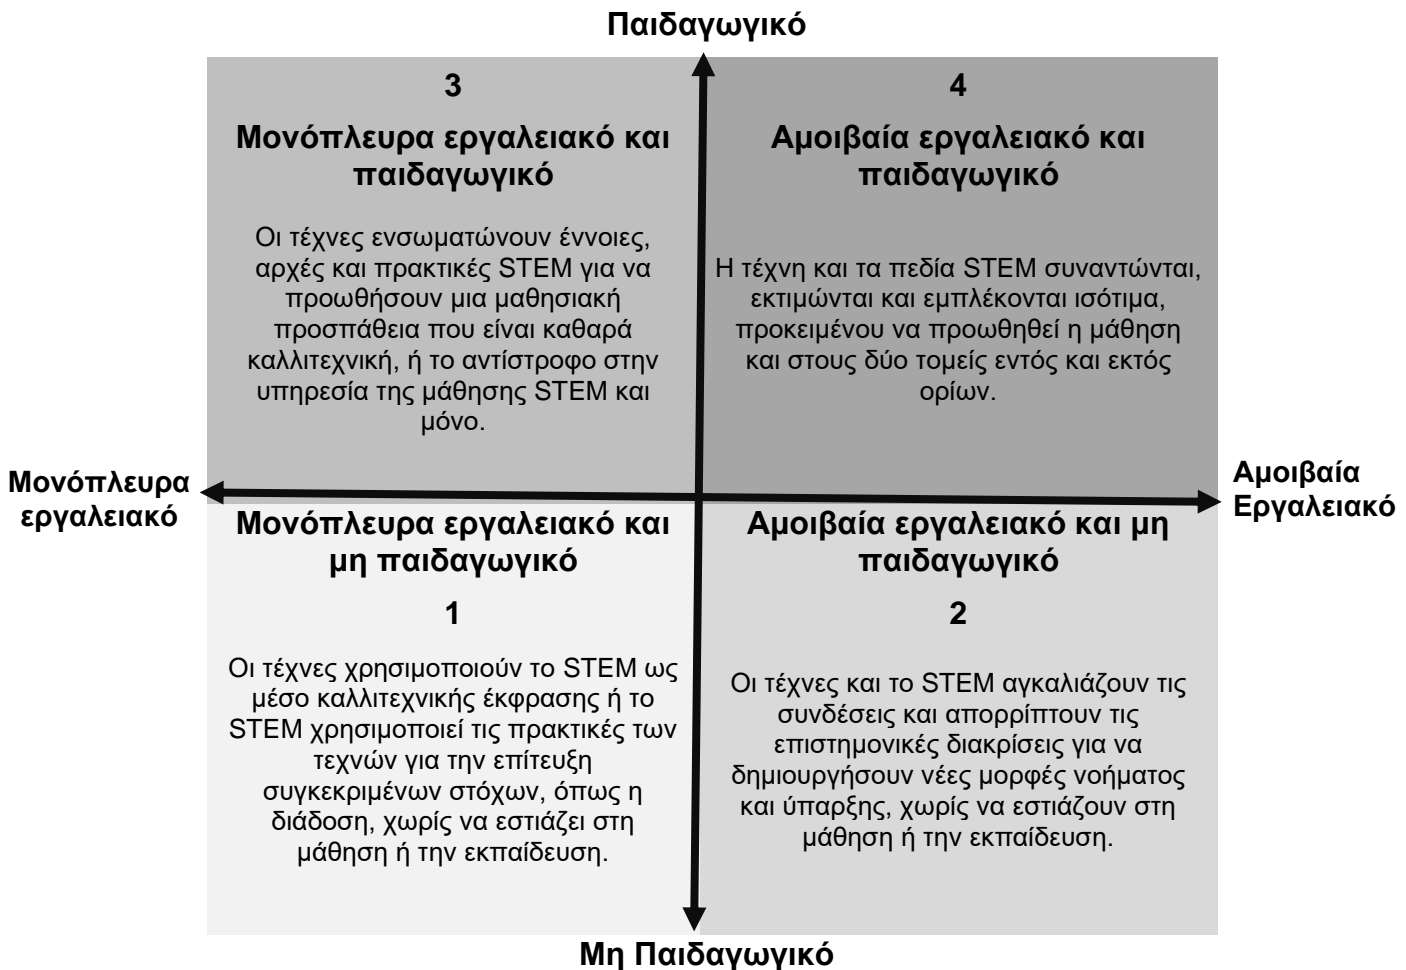 Παιδαγωγικό
3
Μονόπλευρα εργαλειακό και
παιδαγωγικό
Οι τέχνες ενσωματώνουν έννοιες,
αρχές και πρακτικές STEM για να
προωθήσουν μια μαθησιακή
προσπάθεια που είναι καθαρά
καλλιτεχνική, ή το αντίστροφο στην
υπηρεσία της μάθησης STEM και
μόνο.
4
Αμοιβαία εργαλειακό και
παιδαγωγικό
Η τέχνη και τα πεδία STEM συναντώνται,
εκτιμώνται και εμπλέκονται ισότιμα,
προκειμένου να προωθηθεί η μάθηση
και στους δύο τομείς εντός και εκτός
ορίων.
Μονόπλευρα
εργαλειακό
Αμοιβαία
Εργαλειακό
Μονόπλευρα εργαλειακό και
μη παιδαγωγικό
1
Οι τέχνες χρησιμοποιούν το STEM ως
μέσο καλλιτεχνικής έκφρασης ή το
STEM χρησιμοποιεί τις πρακτικές των
τεχνών για την επίτευξη
συγκεκριμένων στόχων, όπως η
διάδοση, χωρίς να εστιάζει στη
μάθηση ή την εκπαίδευση.
Αμοιβαία εργαλειακό και μη
παιδαγωγικό
2
Οι τέχνες και το STEM αγκαλιάζουν τις
συνδέσεις και απορρίπτουν τις
επιστημονικές διακρίσεις για να
δημιουργήσουν νέες μορφές νοήματος
και ύπαρξης, χωρίς να εστιάζουν στη
μάθηση ή την εκπαίδευση.
Μη Παιδαγωγικό